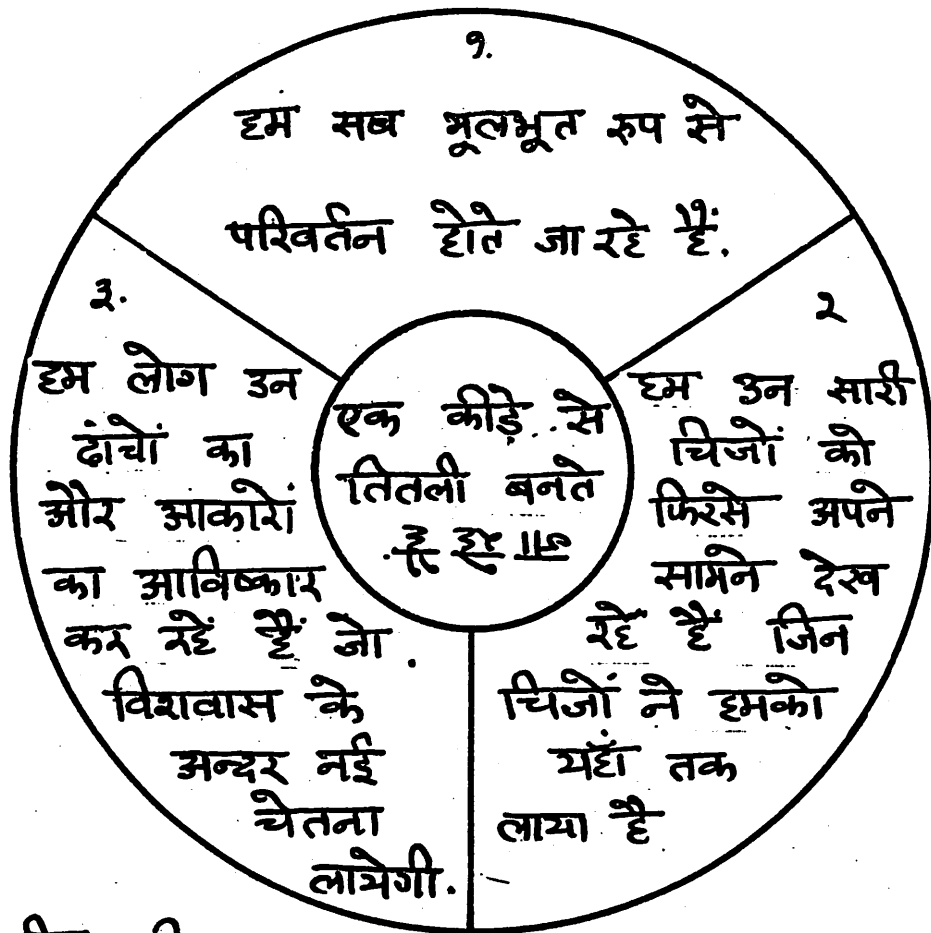 १.
हम सब भूलभूत रुप से
परिवर्तन होते जा रहे हैं.
२
हम उन सारी
चिजों को
फिरसे अपने
सामने देख
रहें हैं जिन
चिजों ने हमको
यहाँ तक
लाया है
३.
हम लोग उन
ढांचों का
और आकारों
का आविष्कार
कर रहें हैं जो
विशवास के
अन्दर नई
चेतना
लायेगी.
एक कीड़े से
तितली बनते